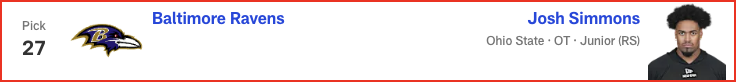 Pick
27
Baltimore Ravens
Josh Simmons
Ohio State · OT · Junior (RS)
B